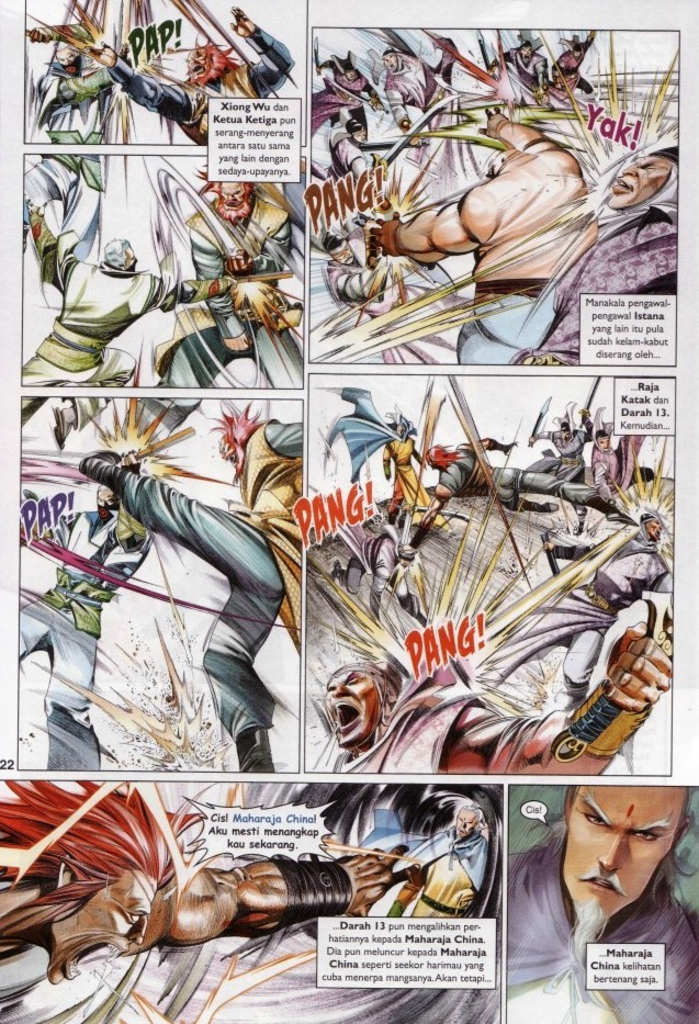 PAP!
Xiong Wu dan
Ketua Ketiga pun
serang-menyerang
antara satu sama
yang lain dengan
sedaya-upayanya.
Yak!
PANG!
Manakala pengawal-
pengawal Istana
yang lain itu pula
sudah kelam-kabut
diserang oleh...
PAP!
...Raja
Katak dan
Darah 13.
Kemudian...
PANG!
PANG!
22
Cis! Maharaja China!
Aku mesti menangkap
kau sekarang.
...Darah 13 pun mengalihkan per-
hatiannya kepada Maharaja China.
Dia pun meluncur kepada Maharaja
China seperti seekor harimau yang
cuba menerpa mangsanya. Akan tetapi...
Cis!
...Maharaja
China kelihatan
bertenang saja.